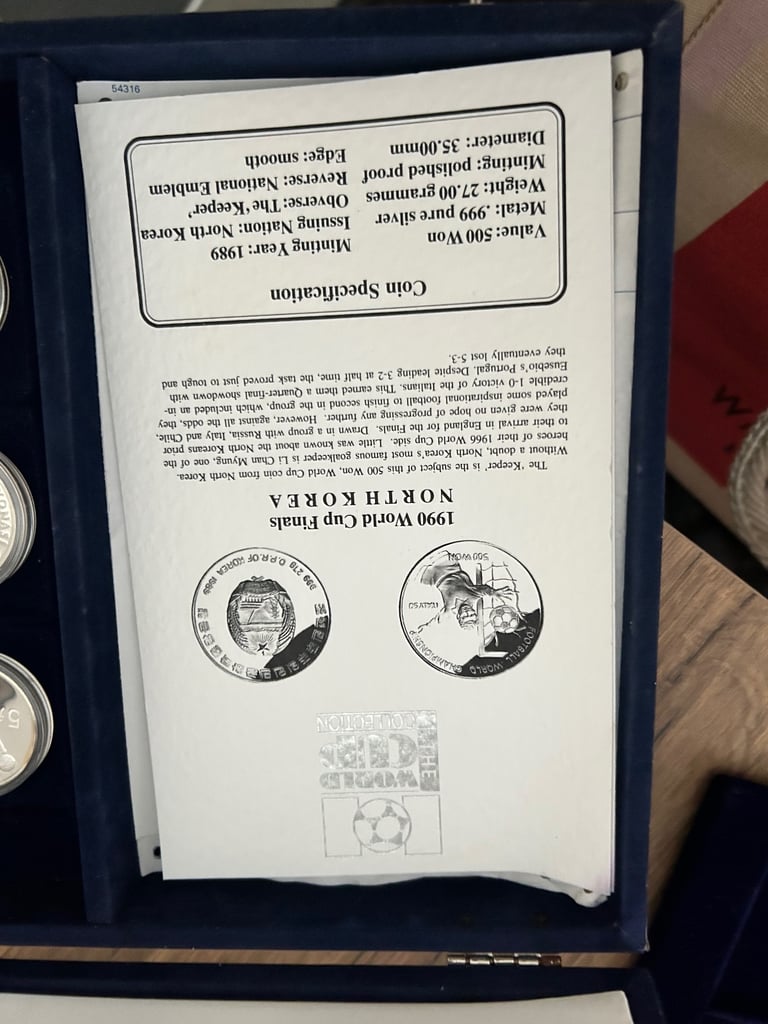 THE
WORLD
CUP
COLLECTION
FOOTBALL WORLD CHAMPIONSHIP
ITALY 90
500 WON
999 27G D.P.R.OF KOREA 1989
1990 World Cup Finals
NORTH KOREA
The 'Keeper' is the subject of this 500 Won, World Cup coin from North Korea.
Without a doubt, North Korea's most famous goalkeeper is Li Chan Myung, one of the
heroes of their 1966 World Cup side. Little was known about the North Koreans prior
to their arrival in England for the Finals. Drawn in a group with Russia, Italy and Chile,
they were given no hope of progressing any further. However, against all the odds, they
played some inspirational football to finish second in the group, which included an in-
credible 1-0 victory of the Italians. This earned them a Quarter-final showdown with
Eusebio's Portugal. Despite leading 3-2 at half time, the task proved just to tough and
they eventually lost 5-3.
Coin Specification
Value: 500 Won
Metal: .999 pure silver
Weight: 27.00 grammes
Minting: polished proof
Diameter: 35.00mm
Minting Year: 1989
Issuing Nation: North Korea
Obverse: The 'Keeper'
Reverse: National Emblem
Edge: smooth
54316
5